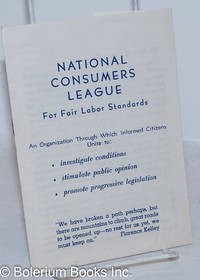 NATIONAL
CONSUMERS
LEAGUE
For Fair Labor Standards
An Organization Through Which Informed Citizens
Unite to:
• investigate conditions
• stimulate public opinion
• promote progressive legislation
"We have broken a path perhaps, but
there are mountains to climb, great roads
to be opened up—no rest for us yet, we
must keep on."
Florence Kelley
© Bolerium Books Inc.